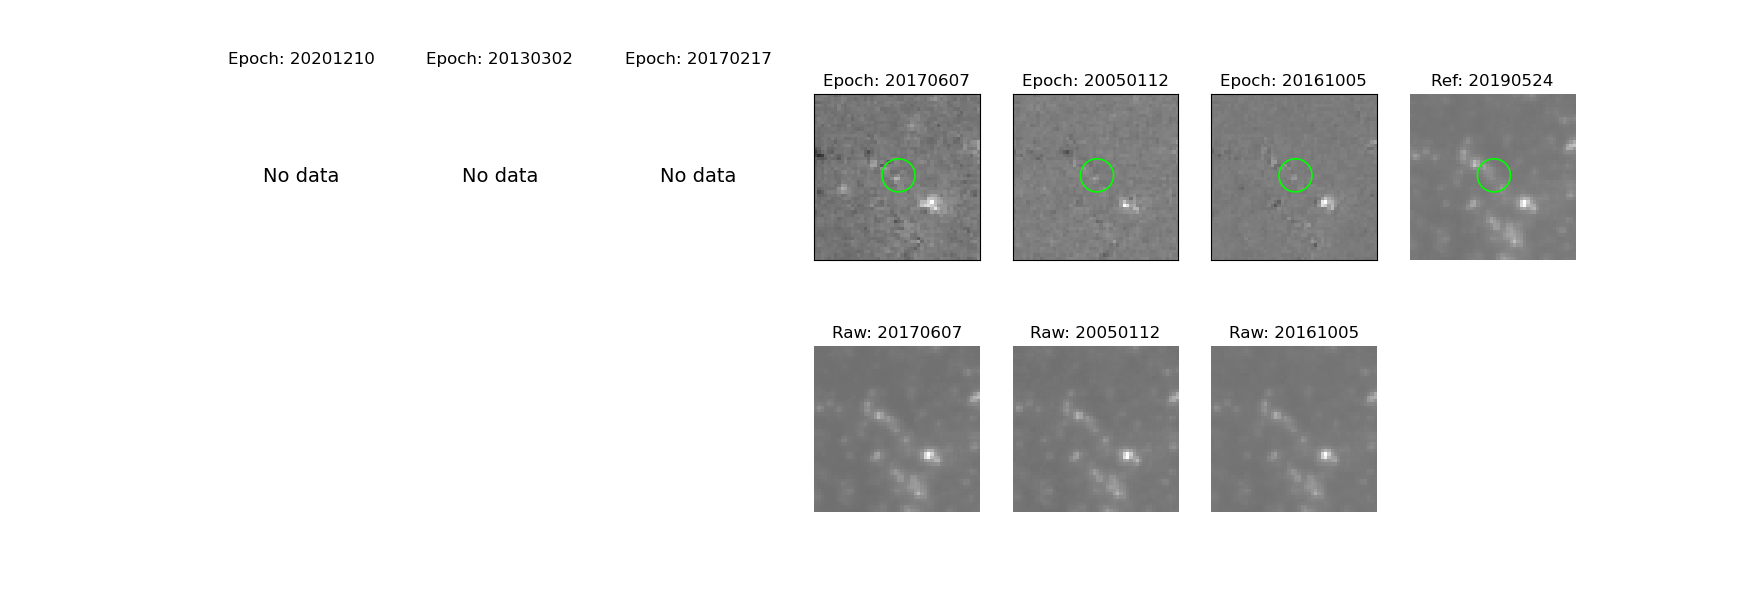 Epoch: 20201210
Epoch: 20130302
Epoch: 20170217
Epoch: 20170607
Epoch: 20050112
Epoch: 20161005
Ref: 20190524
No data
No data
No data
Raw: 20170607
Raw: 20050112
Raw: 20161005